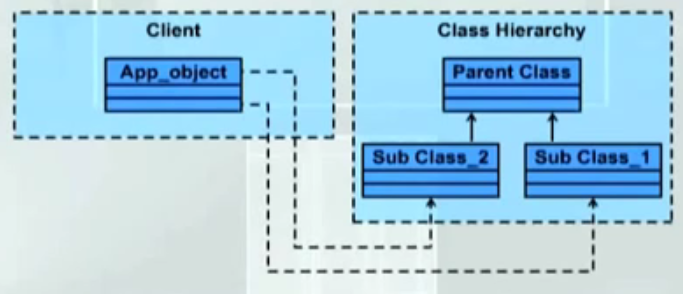 Client
App_object
Class Hierarchy
Parent Class
Sub Class_2
Sub Class_1